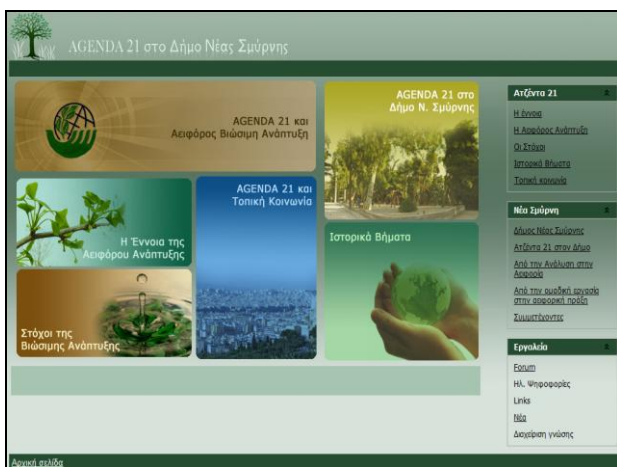 AGENDA 21 στο Δήμο Νέας Σμύρνης
AGENDA 21 και
Αειφόρος Βιώσιμη Ανάπτυξη
AGENDA 21 στο
Δήμο Ν. Σμύρνης
Η Έννοια της
Αειφόρου Ανάπτυξης
AGENDA 21 και
Τοπική Κοινωνία
Ιστορικά Βήματα
Στόχοι της
Βιώσιμης Ανάπτυξης
Ατζέντα 21
Η έννοια
Η Αειφόρος Ανάπτυξη
Οι Στόχοι
Ιστορικά Βήματα
Τοπική κοινωνία
Νέα Σμύρνη
Δήμος Νέας Σμύρνης
Ατζέντα 21 στον Δήμο
Από την Ανάλυση στην
Αειφορία
Από την ομαδική εργασία
στην αειφορική πράξη
Συμμετέχοντες
Εργαλεία
Forum
Ηλ. Ψηφοφορίες
Links
Νέα
Διαχείριση γνώσης
Αρχική σελίδα